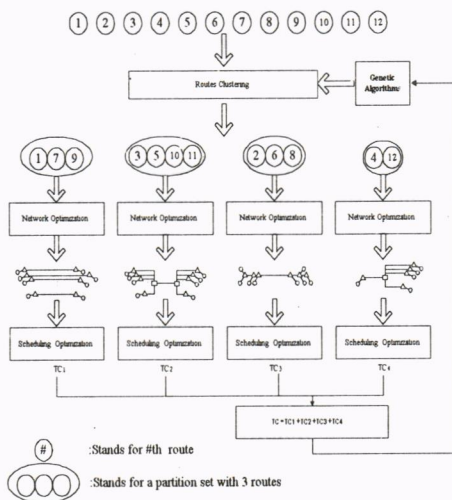 1 2 3 4 5 6 7 8 9 10 11 12
Routes Clustering
Genetic
Algorithms
1 7 9
3 5 10 11
2 6 8
4 12
Network Optimization
Network Optimization
Network Optimization
Network Optimization
Scheduling Optimization
Scheduling Optimization
Scheduling Optimization
Scheduling Optimization
TC1
TC2
TC3
TC4
TC=TC1+TC2+TC3+TC4
# :Stands for #th route
:Stands for a partition set with 3 routes